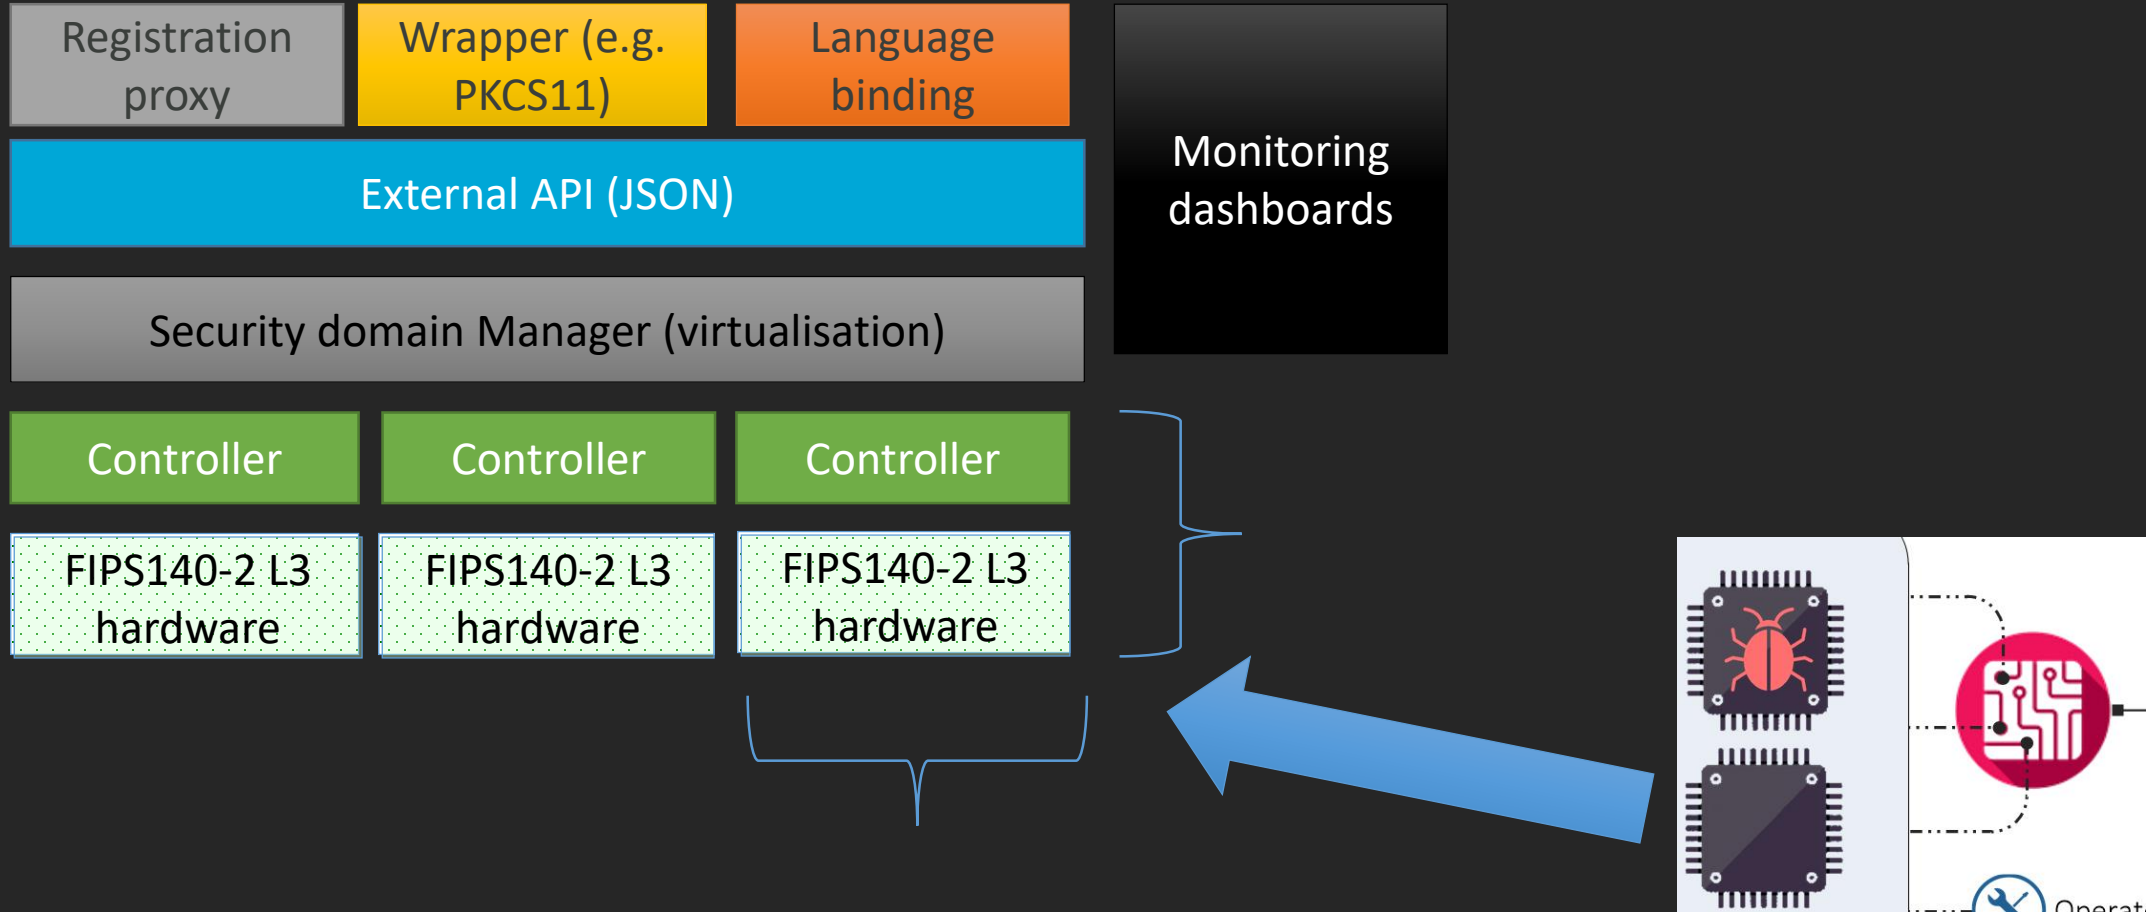 Registration
proxy
Wrapper (e.g.
PKCS11)
Language
binding
Monitoring
dashboards
External API (JSON)
Security domain Manager (virtualisation)
Controller
Controller
Controller
FIPS140-2 L3
hardware
FIPS140-2 L3
hardware
FIPS140-2 L3
hardware